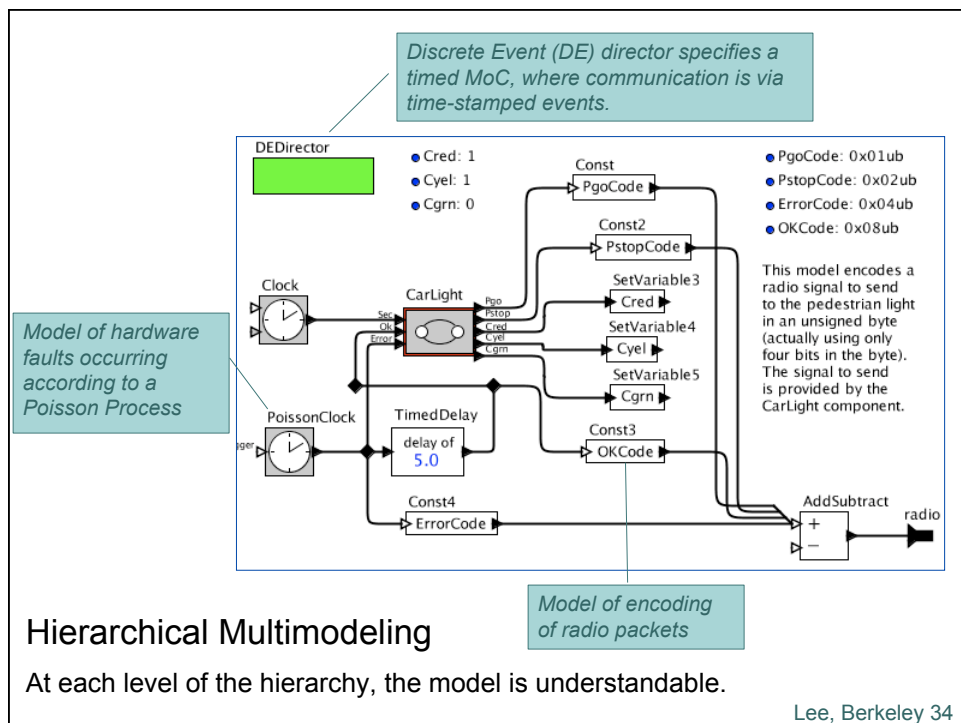 Discrete Event (DE) director specifies a
timed MoC, where communication is via
time-stamped events.
DEDirector
Cred: 1
Cyel: 1
Cgrn: 0
Const
PgoCode
PgoCode: 0x01ub
PstopCode: 0x02ub
ErrorCode: 0x04ub
OKCode: 0x08ub
Const2
PstopCode
This model encodes a
radio signal to send
to the pedestrian light
in an unsigned byte
(actually using only
four bits in the byte).
The signal to send
is provided by the
CarLight component.
Clock
CarLight
Sec
Ok
Error
Pgo
Pstop
Cred
Cyel
Cgrn
SetVariable3
Cred
SetVariable4
Cyel
SetVariable5
Cgrn
Model of hardware
faults occurring
according to a
Poisson Process
PoissonClock
gger
TimedDelay
delay of
5.0
Const3
OKCode
Const4
ErrorCode
AddSubtract
+
−
radio
Model of encoding
of radio packets
Hierarchical Multimodeling
At each level of the hierarchy, the model is understandable.
Lee, Berkeley 34